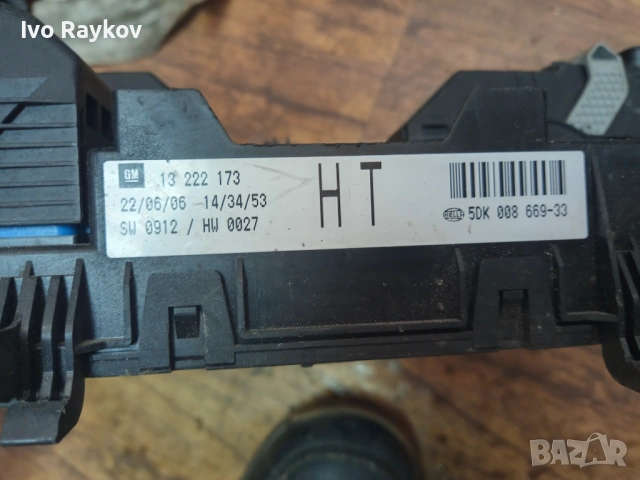 Ivo Raykov
GM 13 222 173
22/06/06 14/34/53
SW 0912 / HW 0027
HT
HELLA 5DK 008 669-33
BAZAR
bg